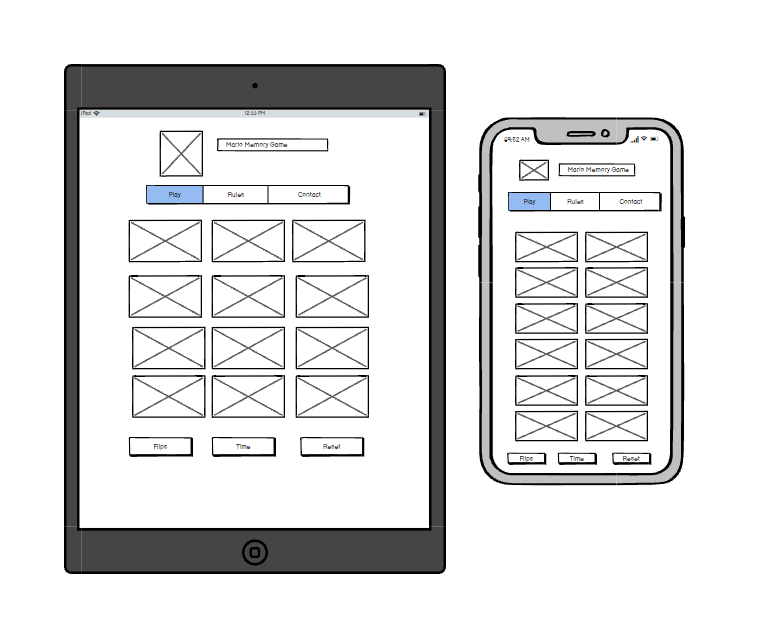 iPad 12:33 PM
Mario Memory Game
Play Rules Contact
Flips Time Reset
09:52 AM
Mario Memory Game
Play Rules Contact
Flips Time Reset